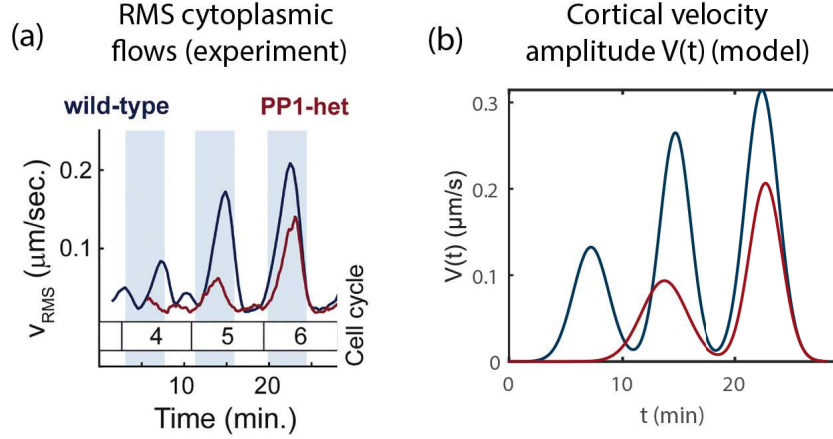 (a)
RMS cytoplasmic
flows (experiment)
wild-type
PP1-het
0.2
0.1
vRMS (μm/sec.)
4
5
6
Cell cycle
10
20
Time (min.)
(b)
Cortical velocity
amplitude V(t) (model)
0.3
0.2
0.1
0
V(t) (μm/s)
0
10
20
t (min)